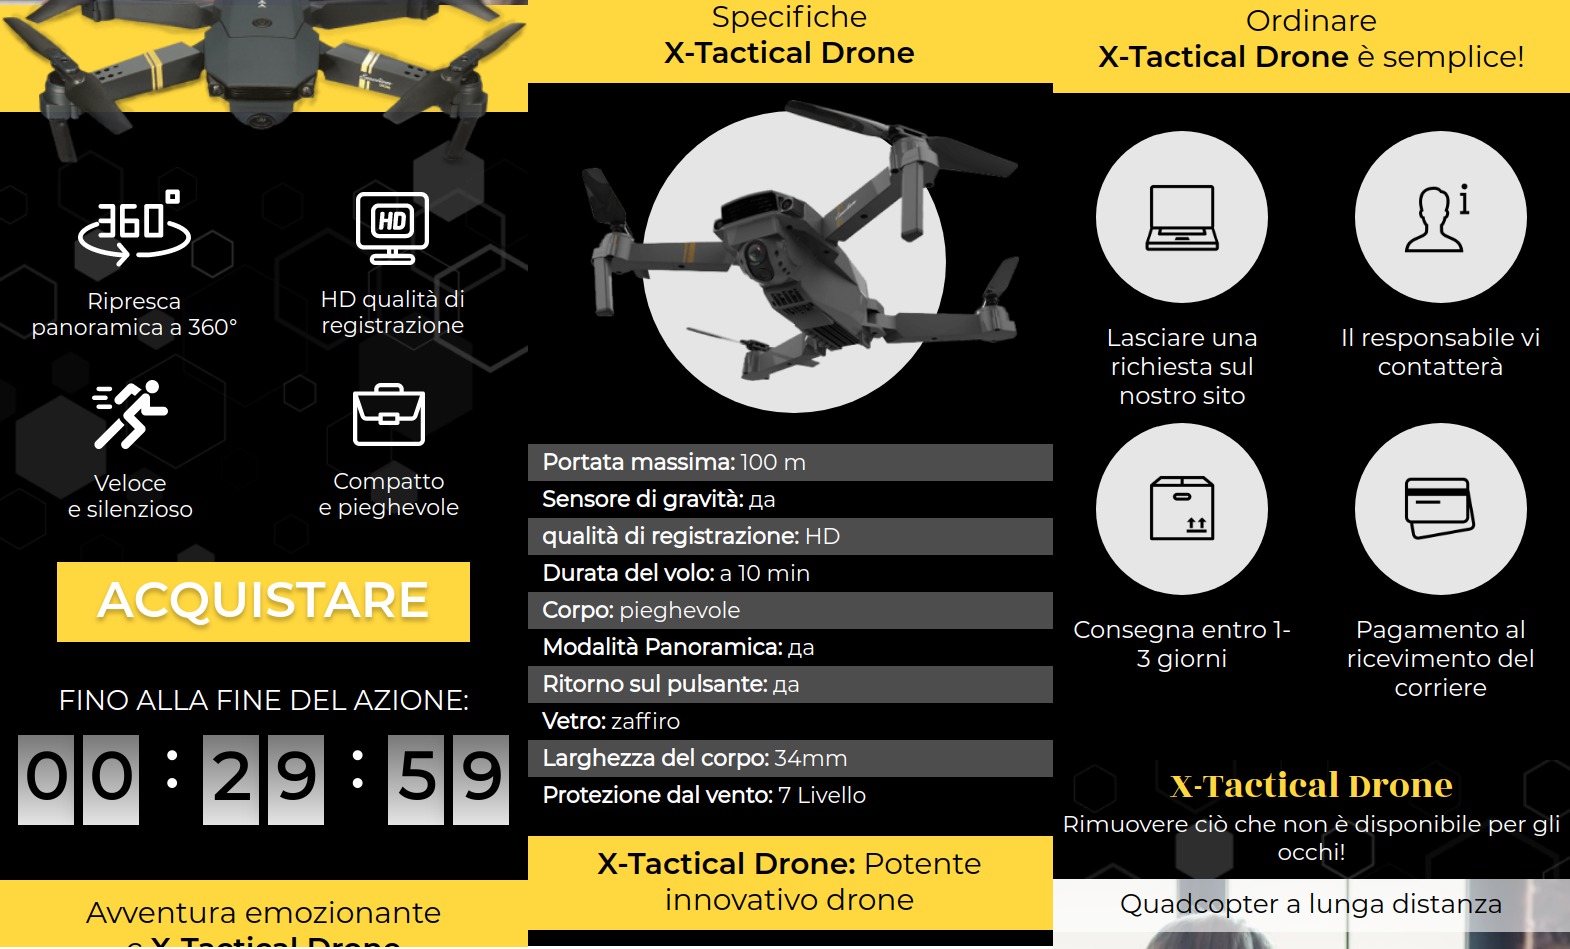 360°
HD
Ripresca
panoramica a 360°
HD qualità di
registrazione
Veloce
e silenzioso
Compatto
e pieghevole
ACQUISTARE
FINO ALLA FINE DEL AZIONE:
00 : 29 : 59
Avventura emozionante
Specifiche
X-Tactical Drone
Portata massima: 100 m
Sensore di gravità: да
qualità di registrazione: HD
Durata del volo: a 10 min
Corpo: pieghevole
Modalità Panoramica: да
Ritorno sul pulsante: да
Vetro: zaffiro
Larghezza del corpo: 34mm
Protezione dal vento: 7 Livello
X-Tactical Drone: Potente
innovativo drone
Ordinare
X-Tactical Drone è semplice!
i
Lasciare una
richiesta sul
nostro sito
Il responsabile vi
contatterà
Consegna entro 1-
3 giorni
Pagamento al
ricevimento del
corriere
X-Tactical Drone
Rimuovere ciò che non è disponibile per gli
occhi!
Quadcopter a lunga distanza